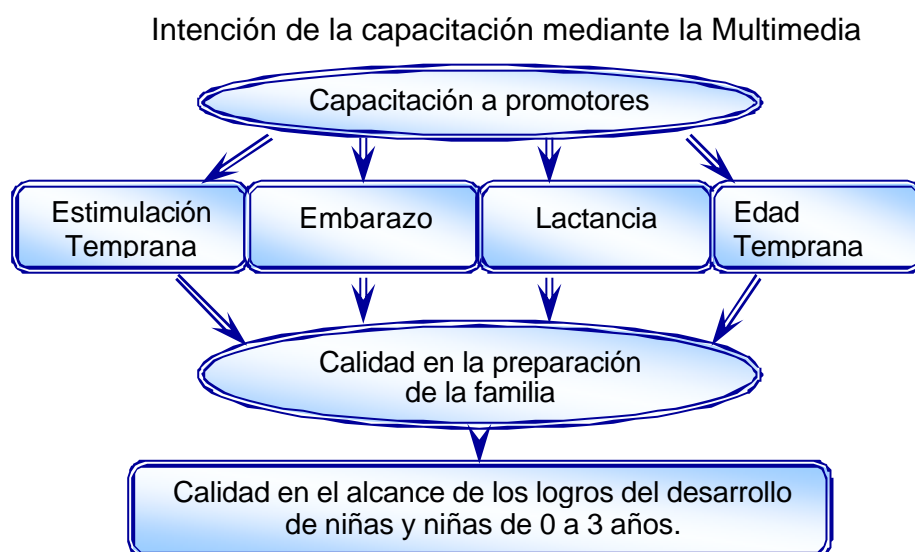 Intención de la capacitación mediante la Multimedia
Capacitación a promotores
Estimulación
Temprana
Embarazo
Lactancia
Edad
Temprana
Calidad en la preparación
de la familia
Calidad en el alcance de los logros del desarrollo
de niñas y niñas de 0 a 3 años.